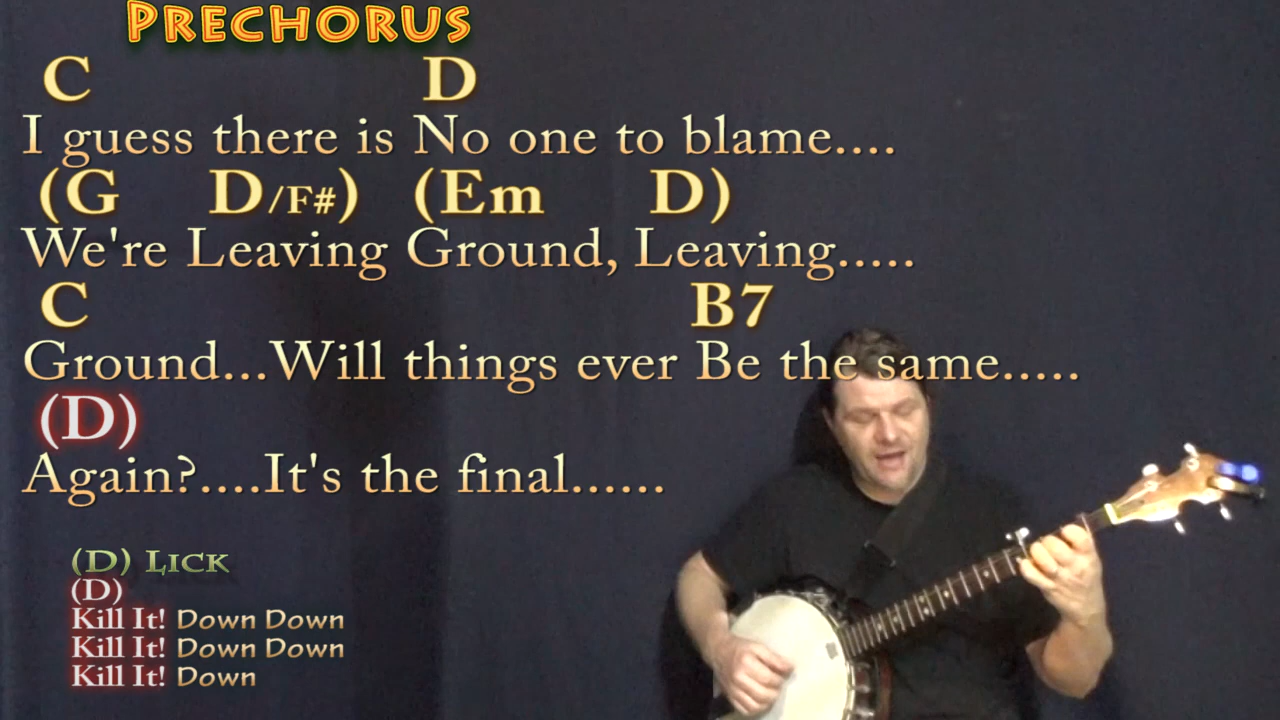 PRECHORUS
C D
I guess there is No one to blame....
(G D/F#) (Em D)
We're Leaving Ground, Leaving.....
C B7
Ground...Will things ever Be the same.....
(D)
Again?....It's the final......
(D) LICK
(D)
Kill It! Down Down
Kill It! Down Down
Kill It! Down